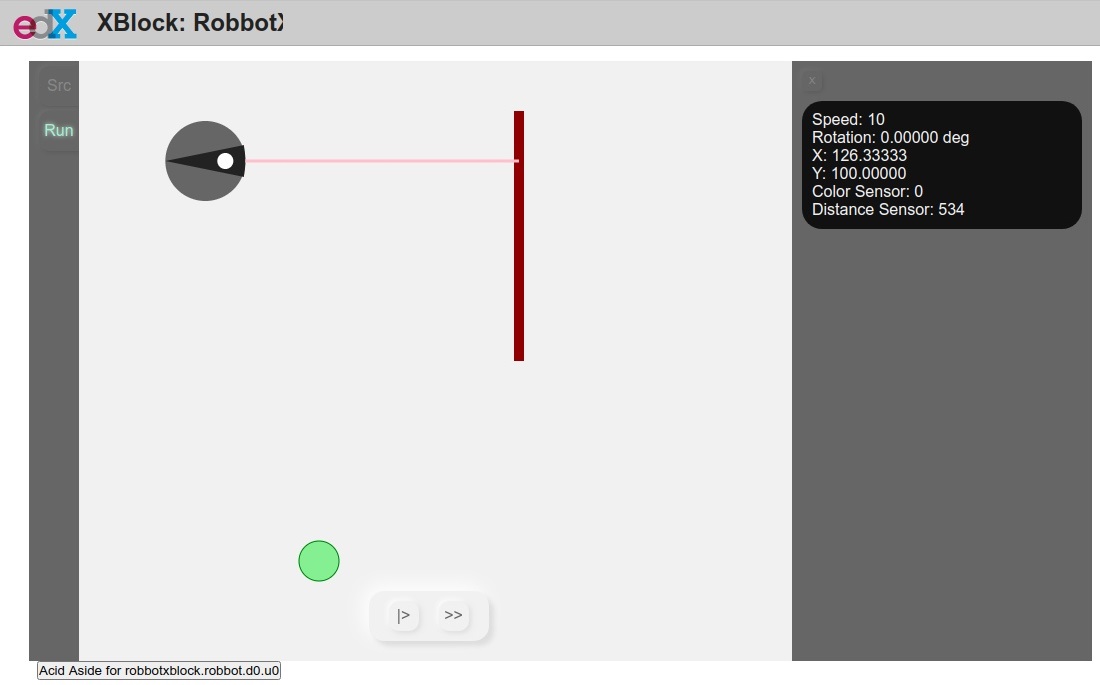 edX XBlock: RobbotX
Src
Run
x
Speed: 10
Rotation: 0.00000 deg
X: 126.33333
Y: 100.00000
Color Sensor: 0
Distance Sensor: 534
|> >>
Acid Aside for robbotxblock.robbot.d0.u0